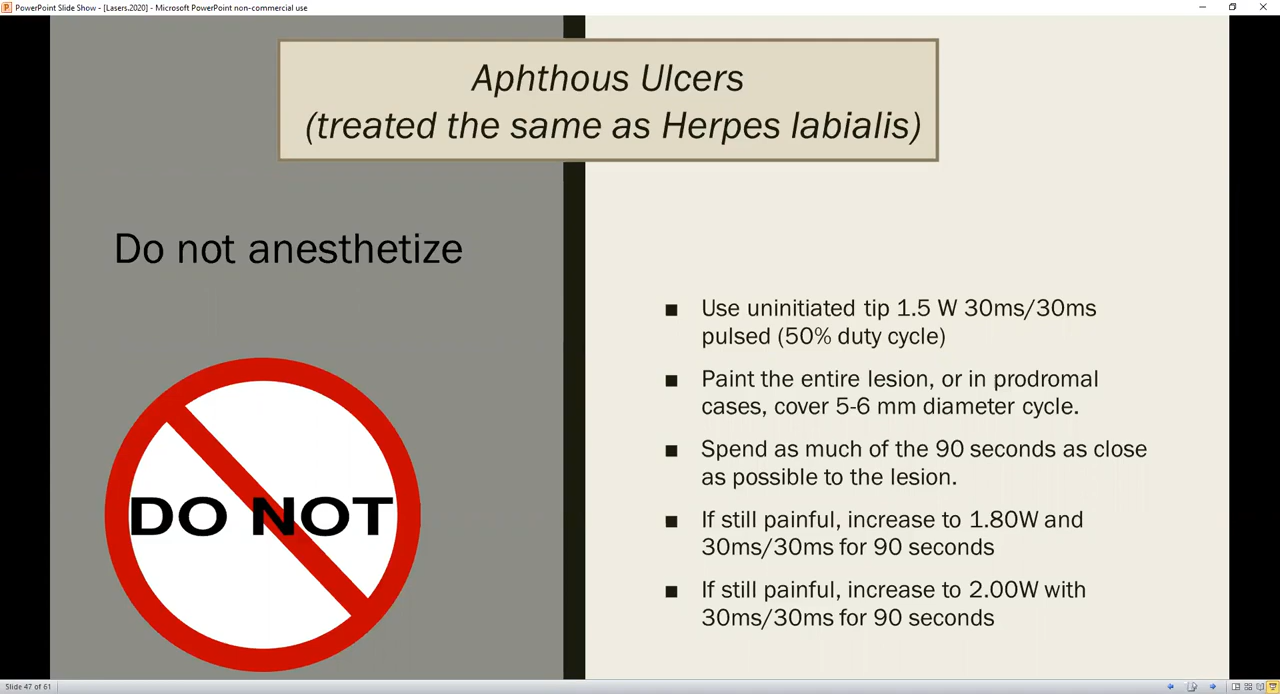 PowerPoint Slide Show - [Lasers.2020] - Microsoft PowerPoint non-commercial use
Aphthous Ulcers
(treated the same as Herpes labialis)
Do not anesthetize
DO NOT
■ Use uninitiated tip 1.5 W 30ms/30ms
pulsed (50% duty cycle)
■ Paint the entire lesion, or in prodromal
cases, cover 5-6 mm diameter cycle.
■ Spend as much of the 90 seconds as close
as possible to the lesion.
■ If still painful, increase to 1.80W and
30ms/30ms for 90 seconds
■ If still painful, increase to 2.00W with
30ms/30ms for 90 seconds
Slide 47 of 61